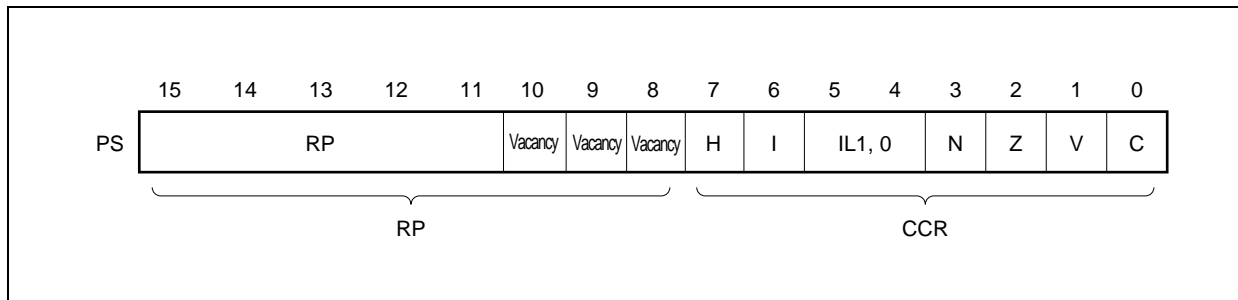 15 14 13 12 11 10 9 8 7 6 5 4 3 2 1 0
PS RP Vacancy Vacancy Vacancy H I IL1, 0 N Z V C
RP CCR